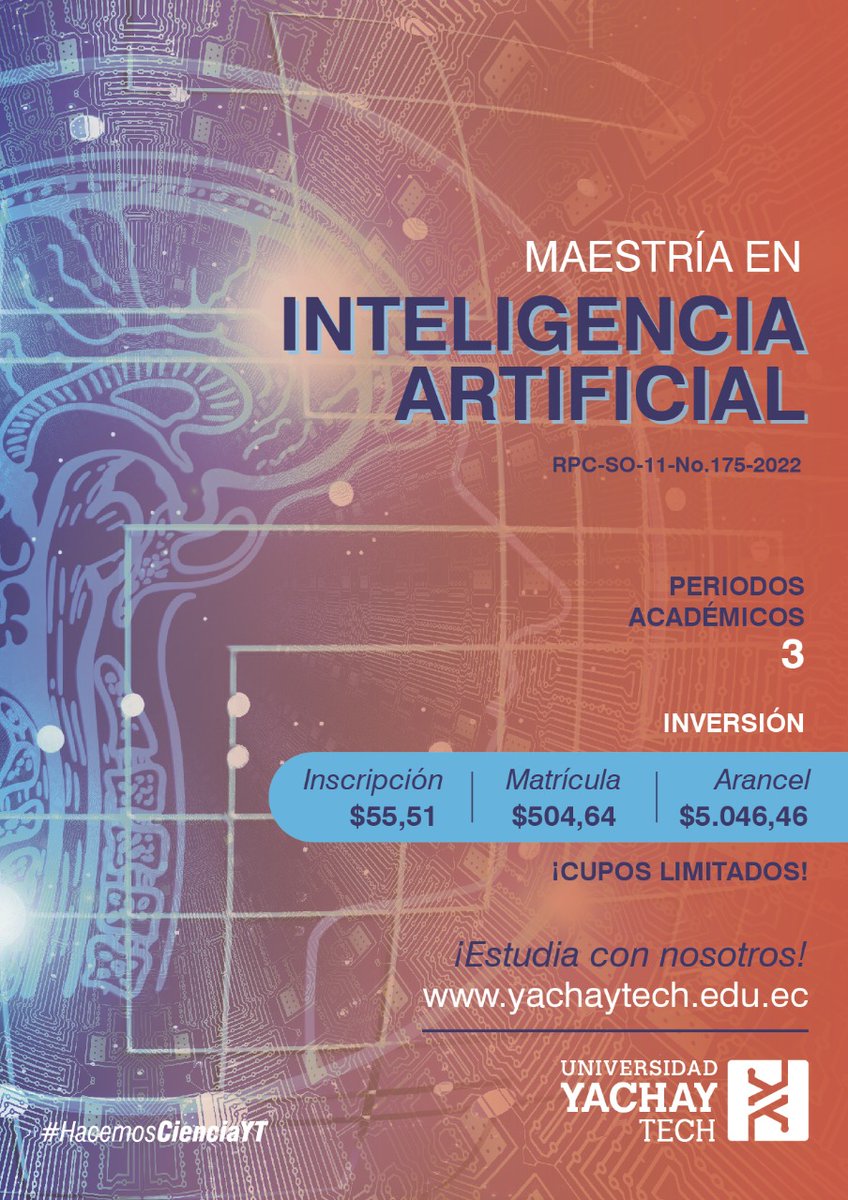 MAESTRÍA EN
INTELIGENCIA
ARTIFICIAL
RPC-SO-11-No.175-2022
PERIODOS
ACADÉMICOS
3
INVERSIÓN
Inscripción Matrícula Arancel
$55,51 $504,64 $5.046,46
¡CUPOS LIMITADOS!
¡Estudia con nosotros!
www.yachaytech.edu.ec
UNIVERSIDAD
YACHAY
TECH
#HacemosCienciaYT